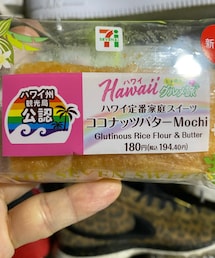 7
ELEVEN
新
ハワイ州
観光局
公認
ハワイ
Hawaii
ハワイ定番家庭スイーツ
ココナッツバターMochi
Glutinous Rice Flour & Butter
180円(税込194.40円)